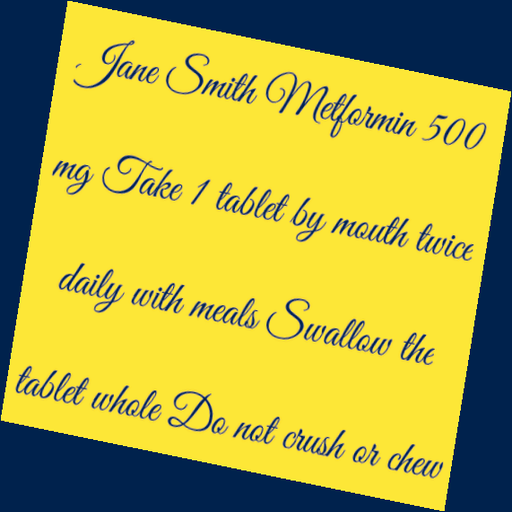 Jane Smith Metformin 500
mg Take 1 tablet by mouth twice
daily with meals Swallow the
tablet whole Do not crush or chew